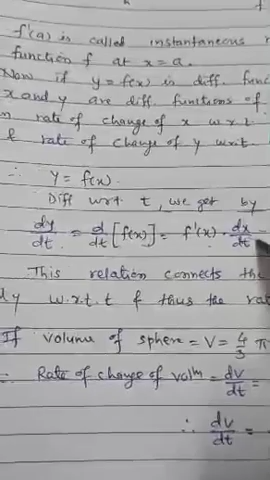 f'(a) is called instantaneous
function f at x = a.
Now if y = f(x) is diff. func
x and y are diff. functions of
rate of change of x w.r.t.
& rate of change of y w.r.t
∴ y = f(x).
Diff wrt t, we get by
dy/dt = d/dt [f(x)] = f'(x) · dx/dt
This relation connects the
dy w.r.t. t & thus the
If volume of sphere = V = 4/3 π
∴ Rate of change of volm = dv/dt =
∴ dv/dt =